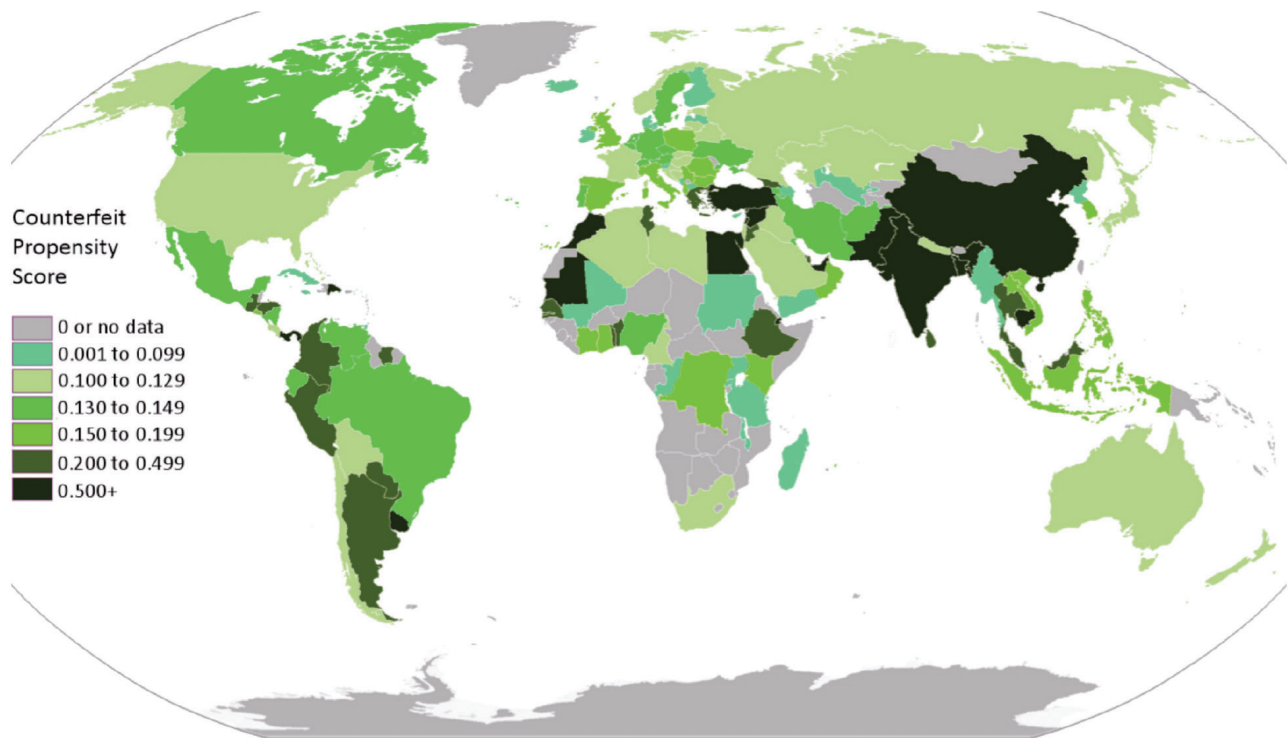 Counterfeit
Propensity
Score
0 or no data
0.001 to 0.099
0.100 to 0.129
0.130 to 0.149
0.150 to 0.199
0.200 to 0.499
0.500+